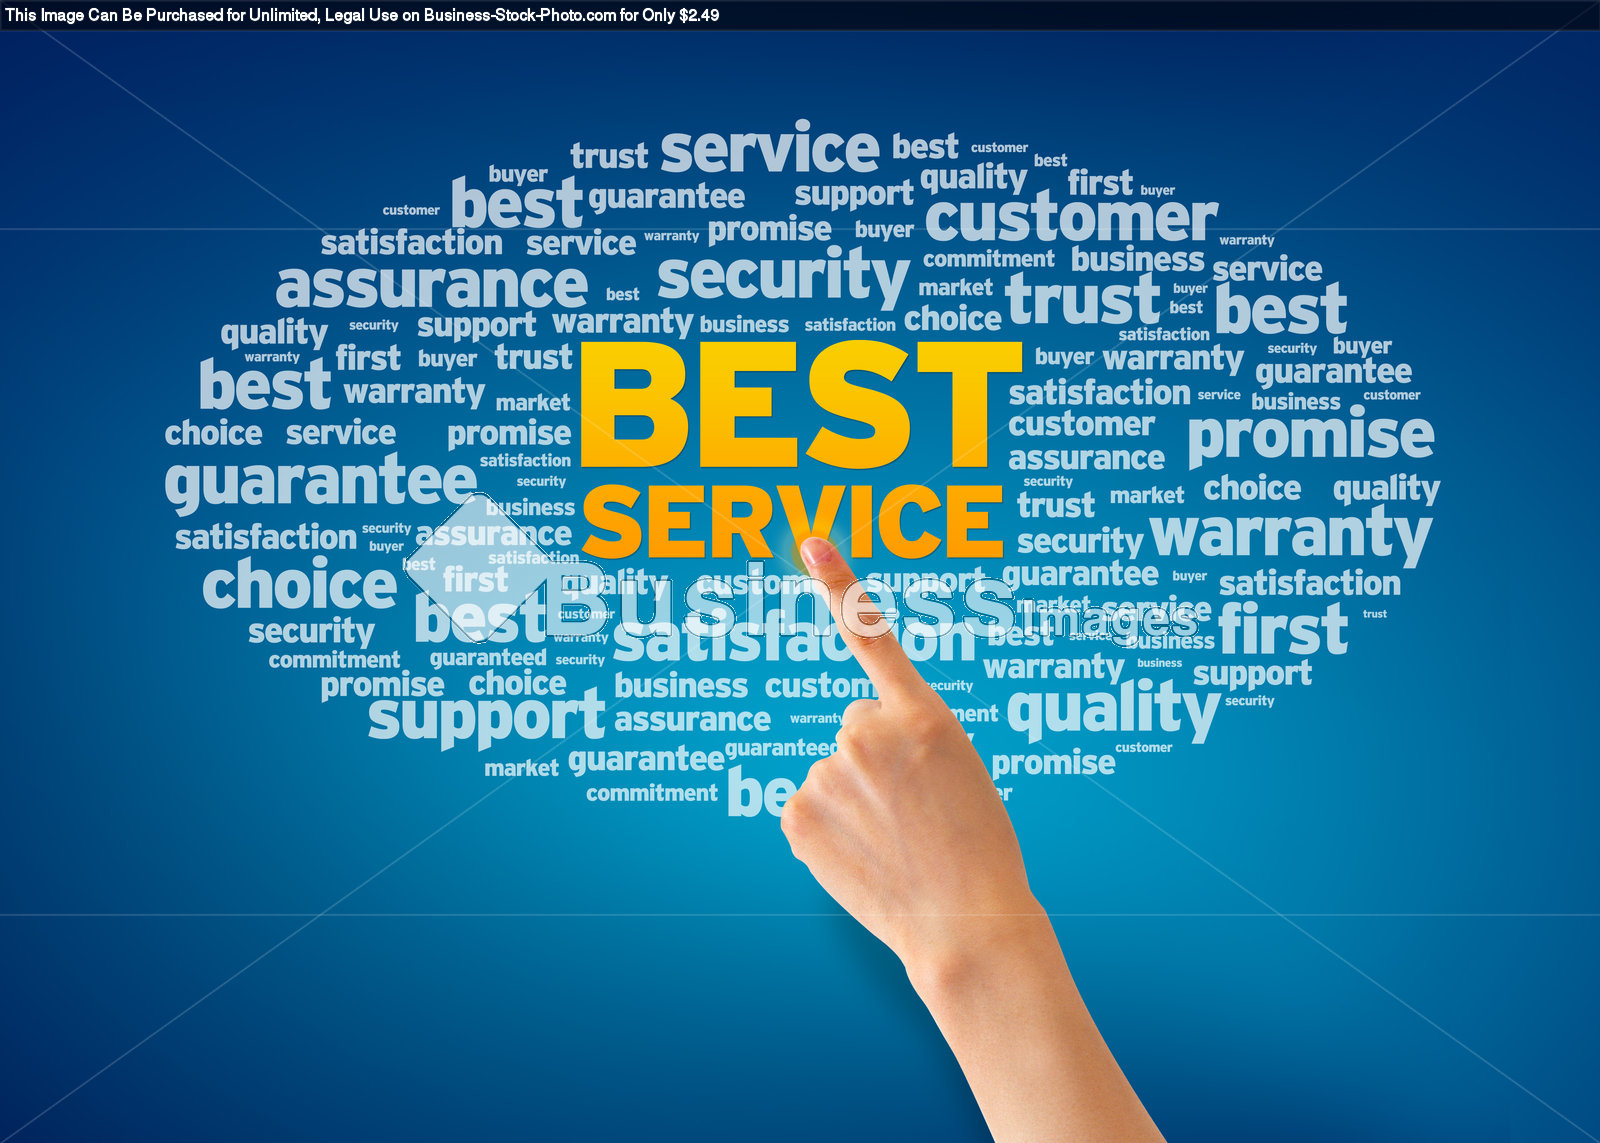 This Image Can Be Purchased for Unlimited, Legal Use on Business-Stock-Photo.com for Only $2.49
trust service best customer
buyer best guarantee support quality best first buyer
customer satisfaction service warranty promise buyer customer warranty
assurance best security commitment business service
market trust buyer best best
quality security support warranty business satisfaction choice satisfaction
warranty first buyer trust BEST buyer warranty security buyer
best warranty market satisfaction service business guarantee customer
choice service promise customer promise
guarantee satisfaction assurance
security SERVICE security
business trust market choice quality
satisfaction security assurance security warranty
buyer satisfaction
choice best first quality custom support guarantee buyer satisfaction
Business Images
best customer market service first trust
security warranty satisfaction best service business
commitment guaranteed security warranty business support
promise choice business custom security quality security
support assurance warranty
market guarantee guaranteed promise customer
commitment